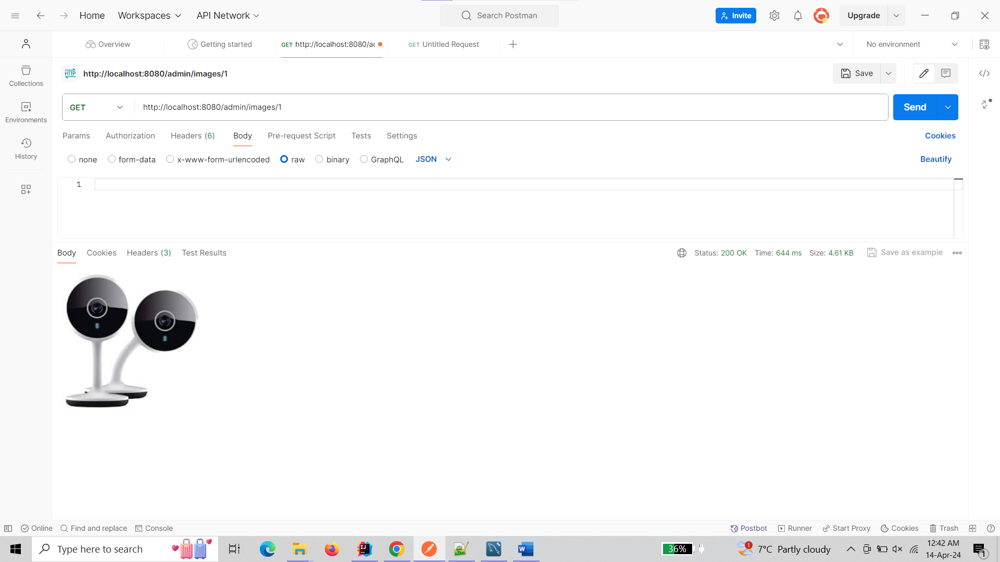 Home Workspaces API Network Search Postman Invite Upgrade
Overview Getting started GET http://localhost:8080/ac GET Untitled Request No environment
HTTP http://localhost:8080/admin/images/1 Save
GET http://localhost:8080/admin/images/1 Send
Params Authorization Headers (6) Body Pre-request Script Tests Settings Cookies
none form-data x-www-form-urlencoded raw binary GraphQL JSON Beautify
1
Collections
Environments
History
Body Cookies Headers (3) Test Results Status: 200 OK Time: 644 ms Size: 4.61 KB Save as example
Online Find and replace Console Postbot Runner Start Proxy Cookies Trash
Type here to search IJ W 36% 1 7°C Partly cloudy 12:42 AM
14-Apr-24 1